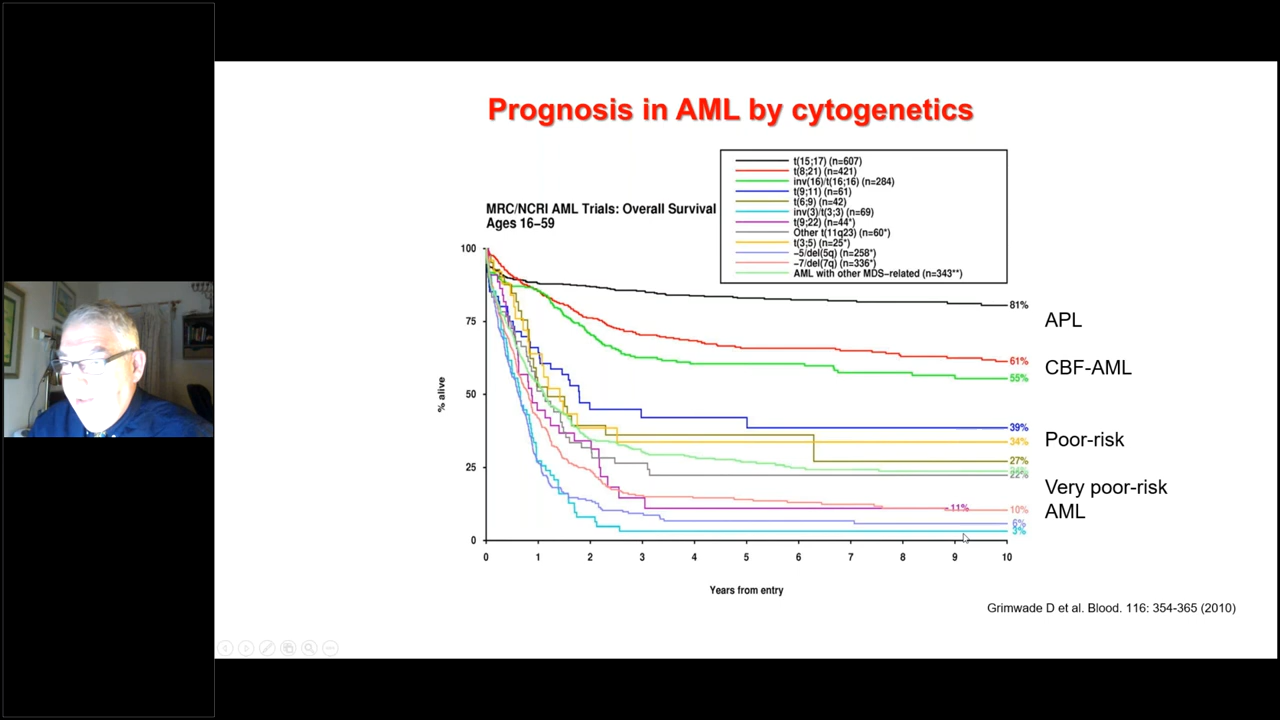 Prognosis in AML by cytogenetics
t(15;17) (n=607)
t(8;21) (n=421)
inv(16)/t(16;16) (n=284)
t(9;11) (n=61)
t(6;9) (n=42)
inv(3)/t(3;3) (n=69)
t(9;22) (n=44*)
Other t(11q23) (n=60*)
t(3;5) (n=25*)
−5/del(5q) (n=258*)
−7/del(7q) (n=336*)
AML with other MDS−related (n=343**)
MRC/NCRI AML Trials: Overall Survival
Ages 16−59
100
75
50
25
0
% alive
81%
61%
55%
39%
34%
27%
22%
11%
10%
6%
3%
APL
CBF-AML
Poor-risk
Very poor-risk
AML
0 1 2 3 4 5 6 7 8 9 10
Years from entry
Grimwade D et al. Blood. 116: 354-365 (2010)